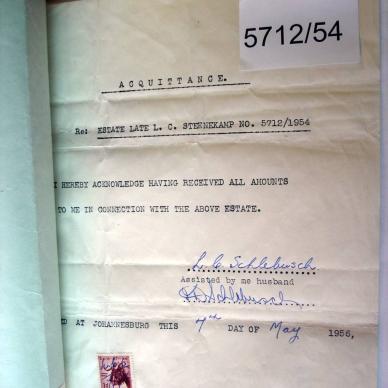 5712/54
ACQUITTANCE.
Re: ESTATE LATE L. C. STEENEKAMP NO. 5712/1954
I HEREBY ACKNOWLEDGE HAVING RECEIVED ALL AMOUNTS
TO ME IN CONNECTION WITH THE ABOVE ESTATE.
L C Schlebusch
Assisted by me husband
Schlebusch
AT JOHANNESBURG THIS 7th DAY OF May 1956,